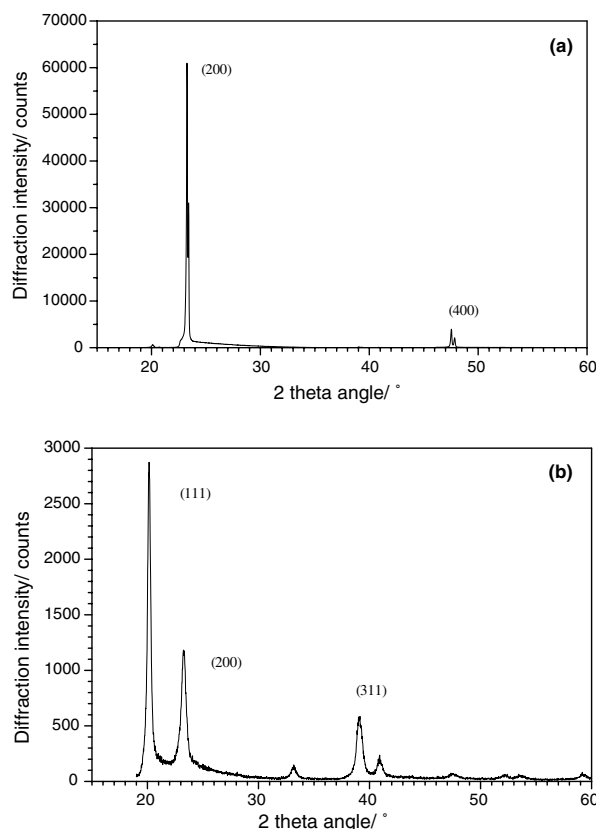 (a)
70000
60000
50000
40000
30000
20000
10000
0
(200)
(400)
20 30 40 50 60
2 theta angle/ °
Diffraction intensity/ counts
(b)
3000
2500
2000
1500
1000
500
0
(111)
(200)
(311)
20 30 40 50 60
2 theta angle/ °
Diffraction intensity/ counts